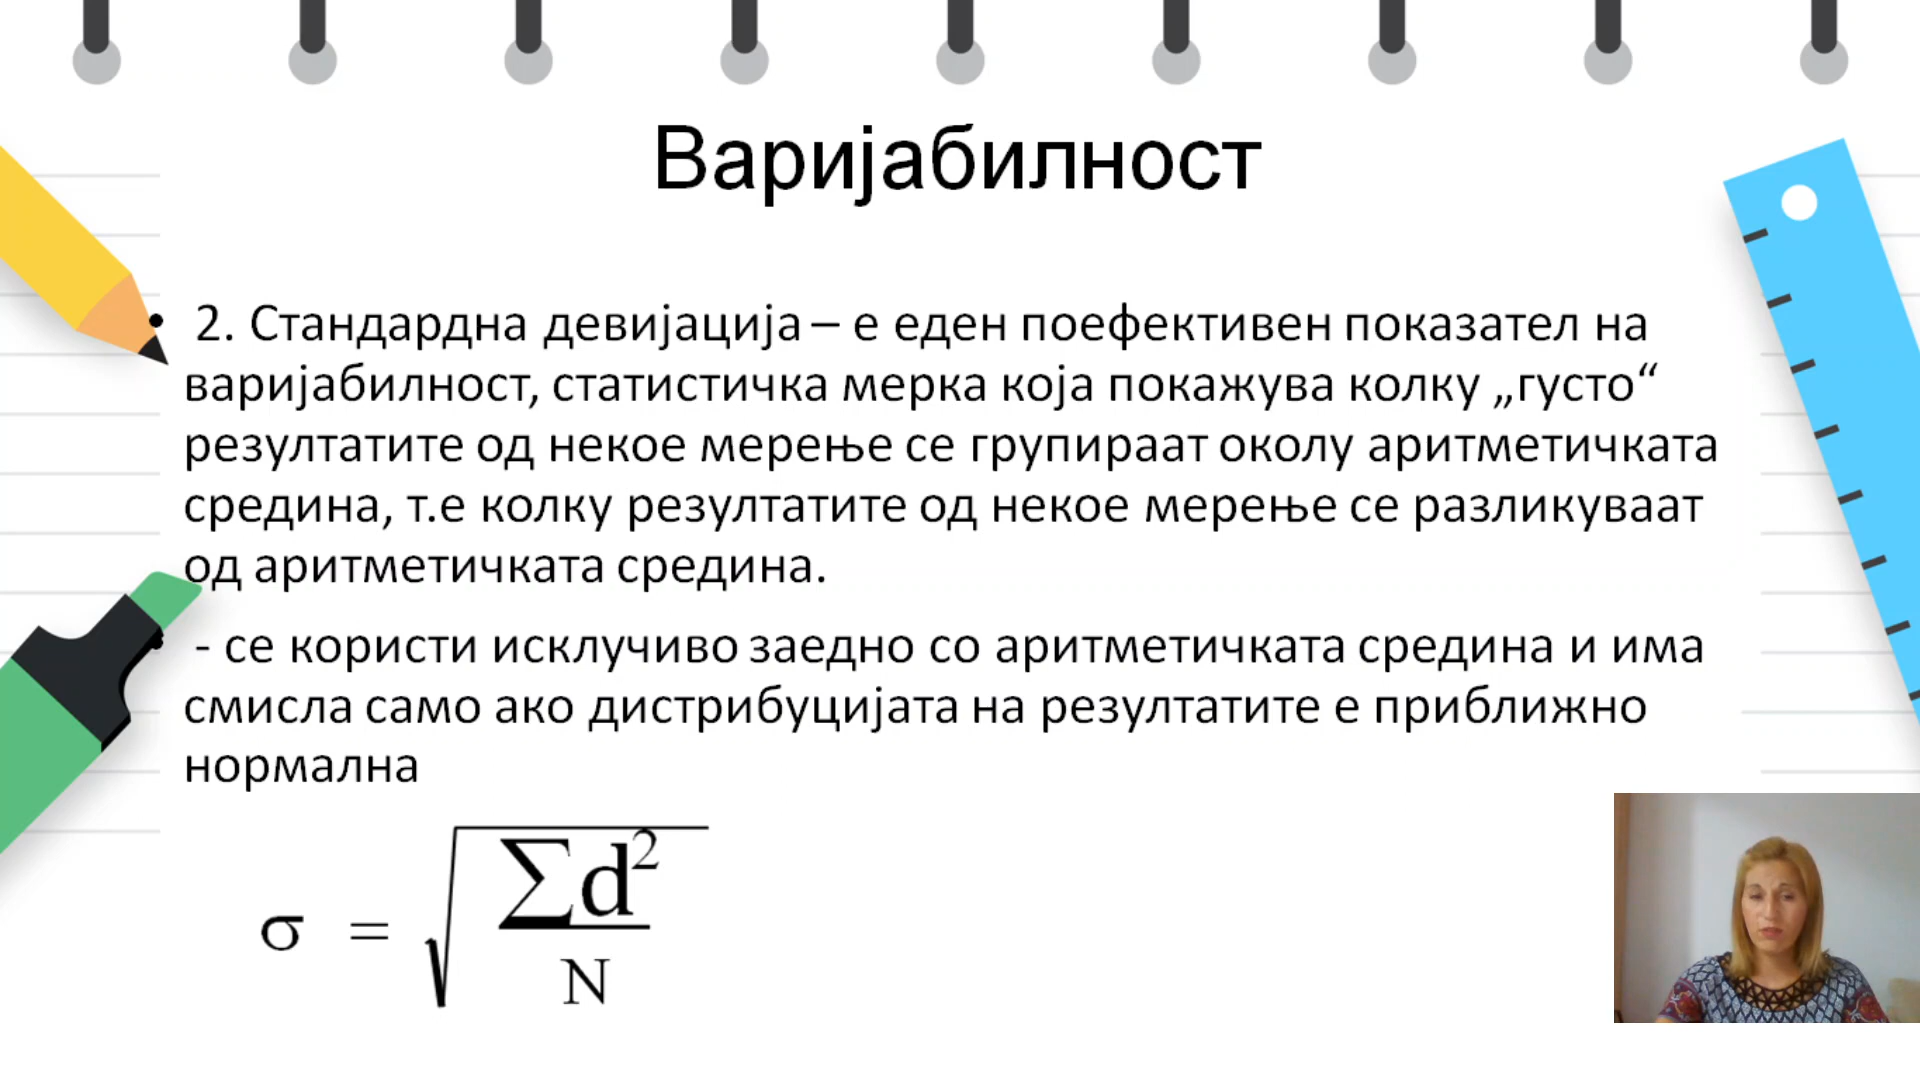 Варијабилност
• 2. Стандардна девијација – е еден поефективен показател на
варијабилност, статистичка мерка која покажува колку „густо“
резултатите од некое мерење се групираат околу аритметичката
средина, т.е колку резултатите од некое мерење се разликуваат
од аритметичката средина.
• - се користи исклучиво заедно со аритметичката средина и има
смисла само ако дистрибуцијата на резултатите е приближно
нормална
σ = √(∑d²/N)